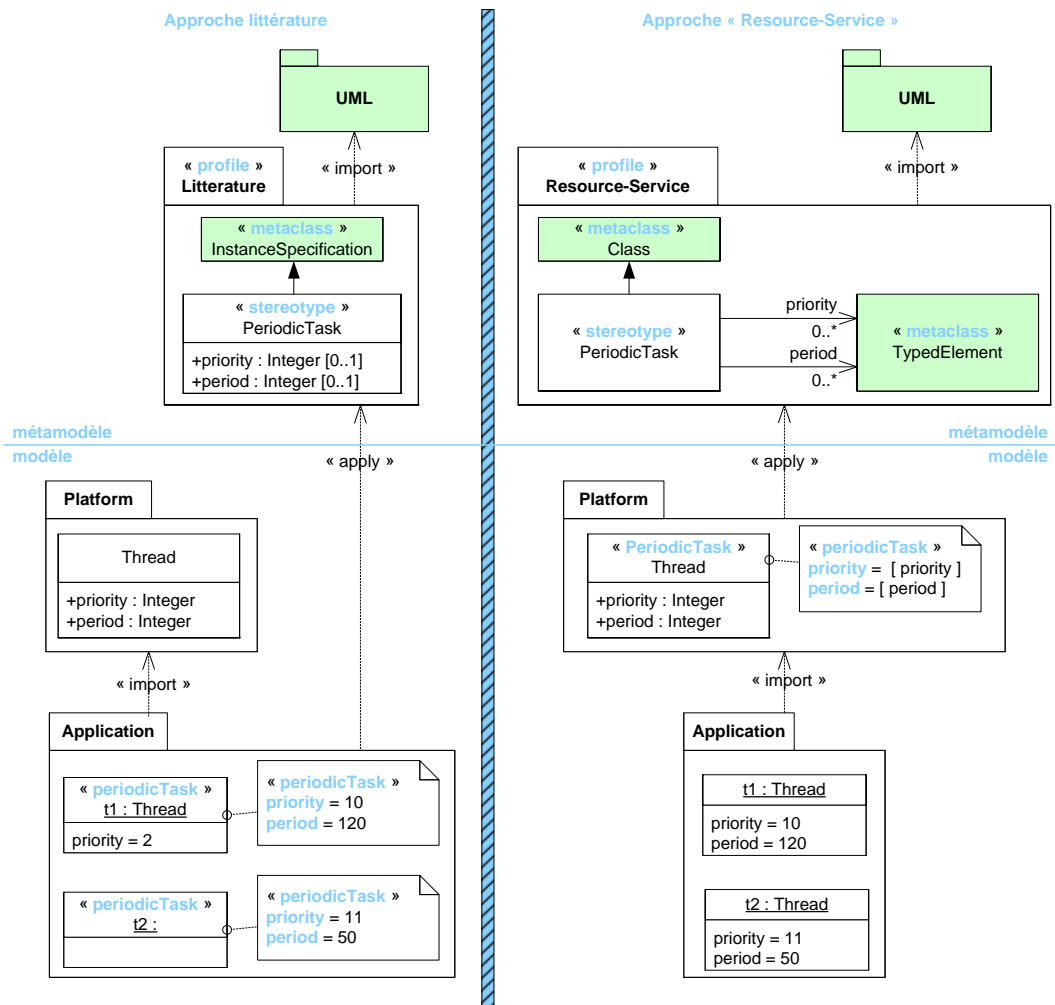 Approche littérature
UML
« import »
« profile »
Litterature
« metaclass »
InstanceSpecification
« stereotype »
PeriodicTask
+priority : Integer [0..1]
+period : Integer [0..1]
métamodèle
modèle
« apply »
Platform
Thread
+priority : Integer
+period : Integer
« import »
Application
« periodicTask »
t1 : Thread
priority = 2
« periodicTask »
priority = 10
period = 120
« periodicTask »
t2 :
« periodicTask »
priority = 11
period = 50
Approche « Resource-Service »
UML
« import »
« profile »
Resource-Service
« metaclass »
Class
« stereotype »
PeriodicTask
priority
0..*
period
0..*
« metaclass »
TypedElement
métamodèle
modèle
« apply »
Platform
« PeriodicTask »
Thread
+priority : Integer
+period : Integer
« periodicTask »
priority = [ priority ]
period = [ period ]
« import »
Application
t1 : Thread
priority = 10
period = 120
t2 : Thread
priority = 11
period = 50